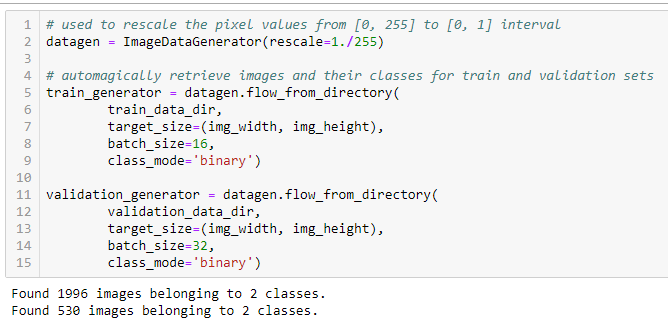 1 # used to rescale the pixel values from [0, 255] to [0, 1] interval
2 datagen = ImageDataGenerator(rescale=1./255)
3
4 # automagically retrieve images and their classes for train and validation sets
5 train_generator = datagen.flow_from_directory(
6         train_data_dir,
7         target_size=(img_width, img_height),
8         batch_size=16,
9         class_mode='binary')
10
11 validation_generator = datagen.flow_from_directory(
12         validation_data_dir,
13         target_size=(img_width, img_height),
14         batch_size=32,
15         class_mode='binary')
Found 1996 images belonging to 2 classes.
Found 530 images belonging to 2 classes.